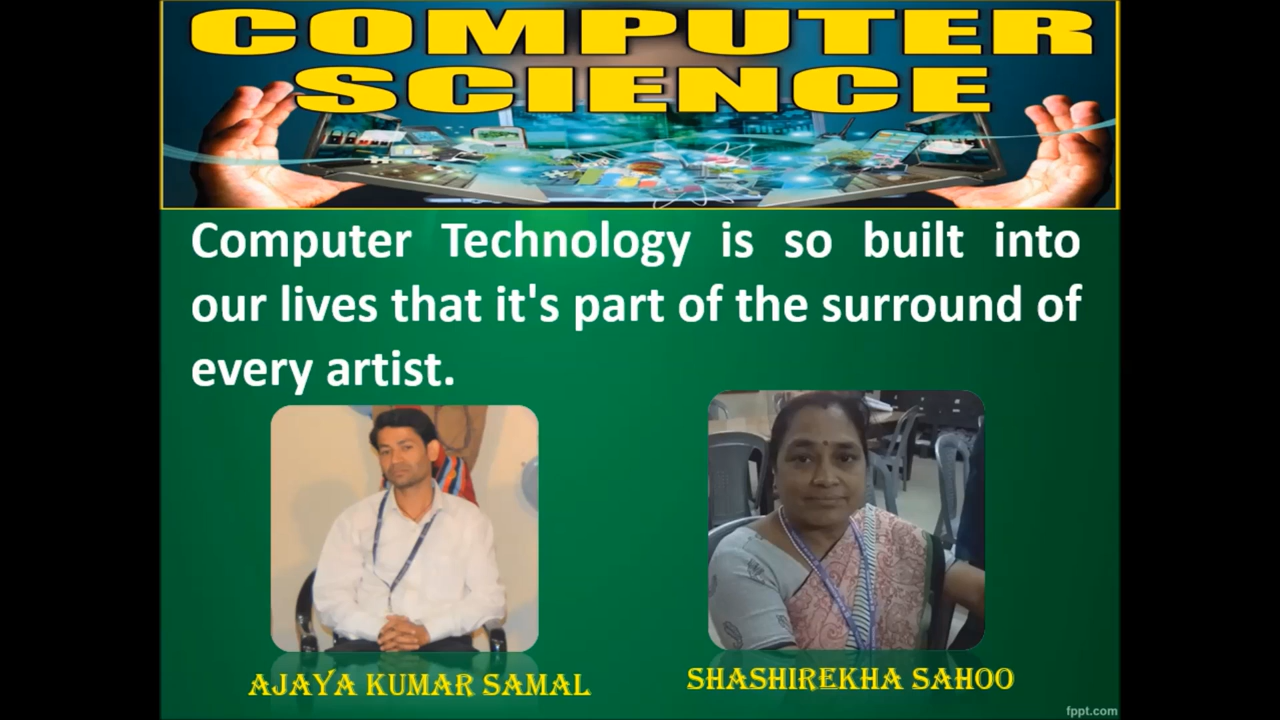 COMPUTER
SCIENCE
Computer Technology is so built into
our lives that it's part of the surround of
every artist.
AJAYA KUMAR SAMAL
SHASHIREKHA SAHOO
fppt.com